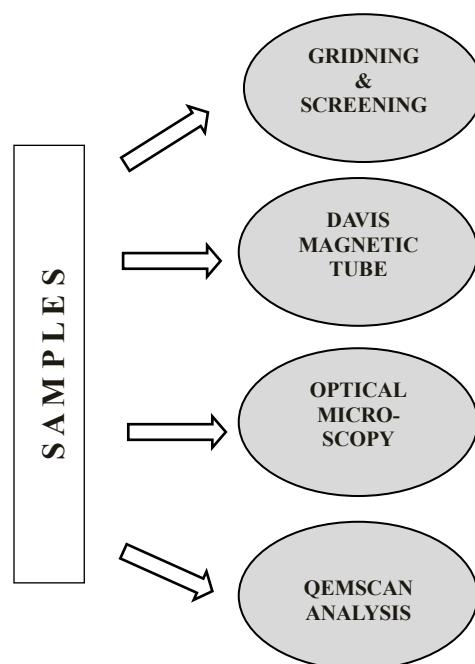 SAMPLES
GRIDNING
&
SCREENING
DAVIS
MAGNETIC
TUBE
OPTICAL
MICRO-
SCOPY
QEMSCAN
ANALYSIS